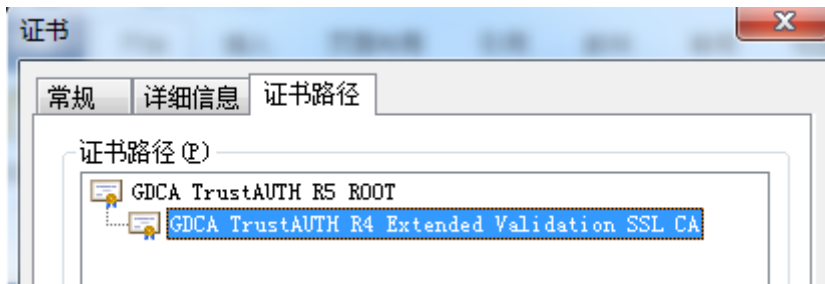 证书
常规 详细信息 证书路径
证书路径(P)
GDCA TrustAUTH R5 ROOT
GDCA TrustAUTH R4 Extended Validation SSL CA